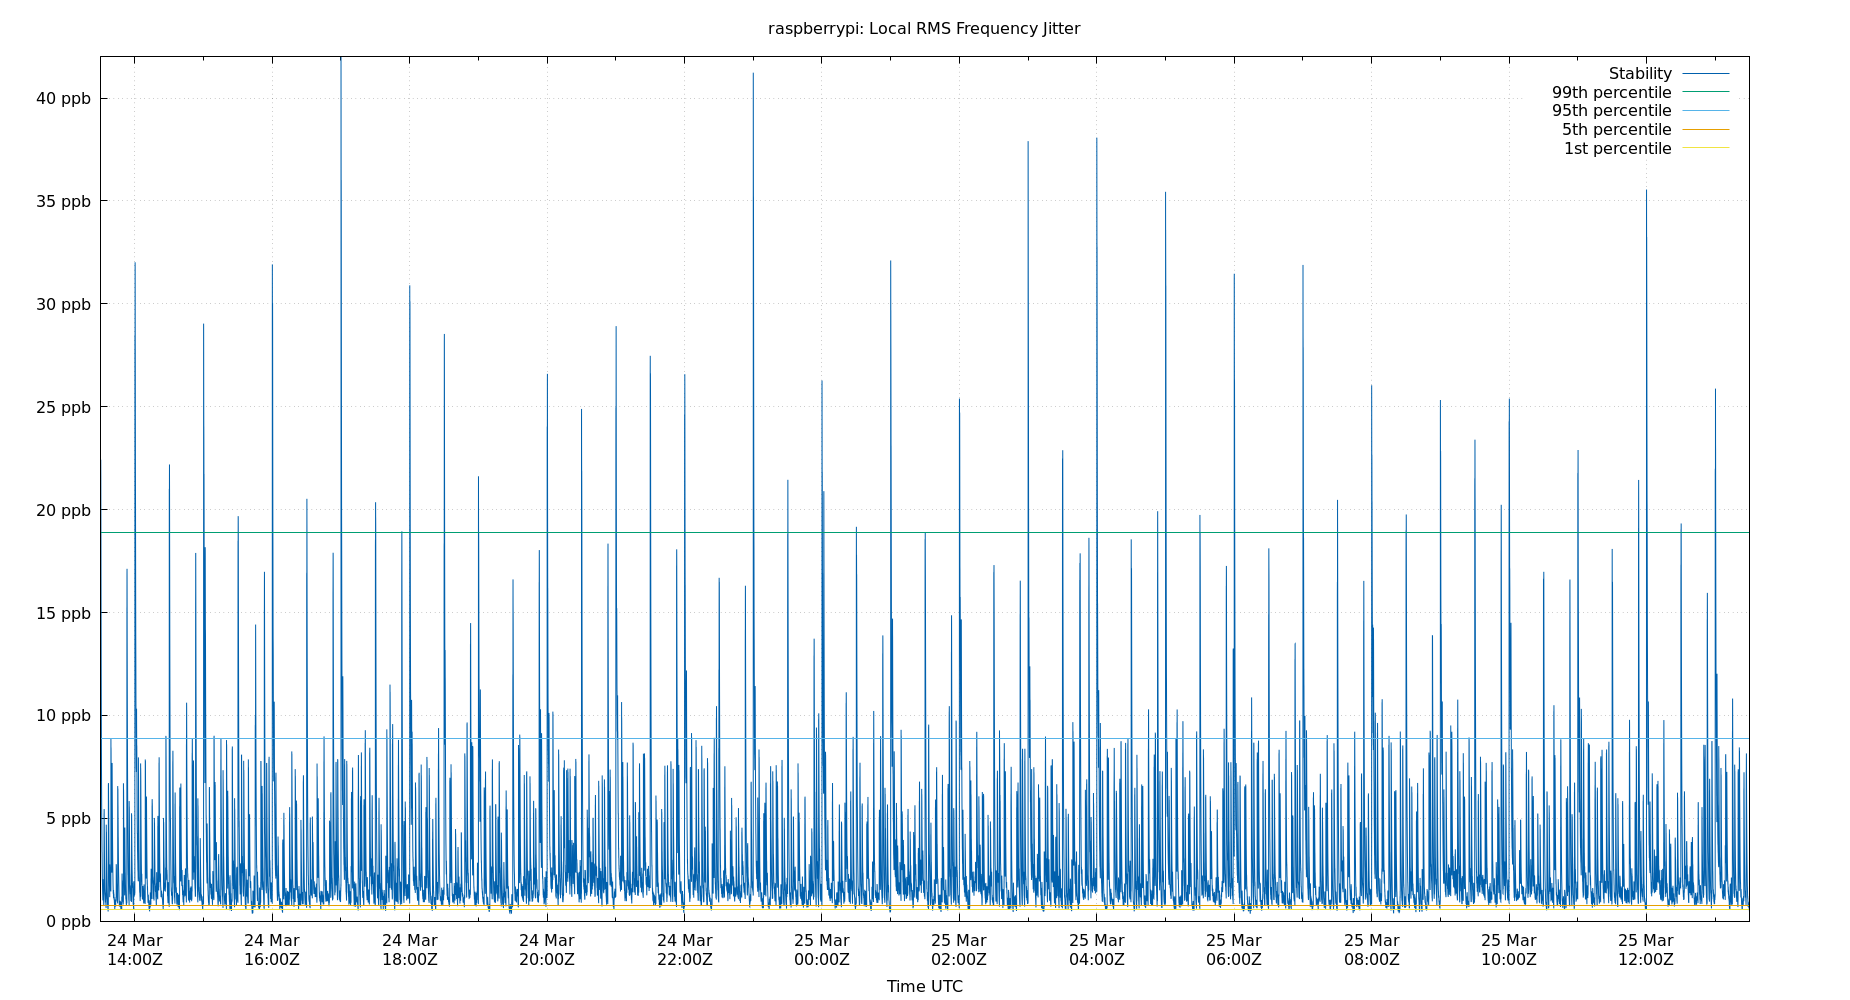 raspberrypi: Local RMS Frequency Jitter
Stability
99th percentile
95th percentile
5th percentile
1st percentile
40 ppb
35 ppb
30 ppb
25 ppb
20 ppb
15 ppb
10 ppb
5 ppb
0 ppb
24 Mar 24 Mar 24 Mar 24 Mar 24 Mar 25 Mar 25 Mar 25 Mar 25 Mar 25 Mar 25 Mar 25 Mar
14:00Z 16:00Z 18:00Z 20:00Z 22:00Z 00:00Z 02:00Z 04:00Z 06:00Z 08:00Z 10:00Z 12:00Z
Time UTC